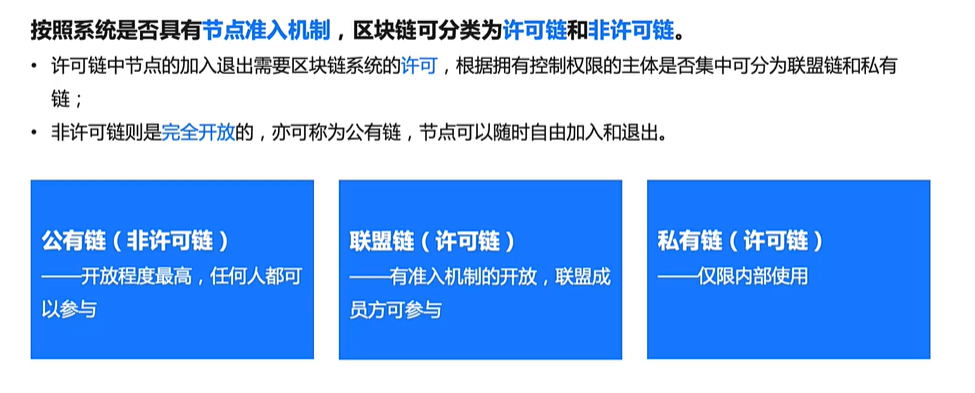 按照系统是否具有节点准入机制，区块链可分类为许可链和非许可链。
• 许可链中节点的加入退出需要区块链系统的许可，根据拥有控制权限的主体是否集中可分为联盟链和私有
链；
• 非许可链则是完全开放的，亦可称为公有链，节点可以随时自由加入和退出。
公有链（非许可链）
——开放程度最高，任何人都可
以参与
联盟链（许可链）
——有准入机制的开放，联盟成
员方可参与
私有链（许可链）
——仅限内部使用